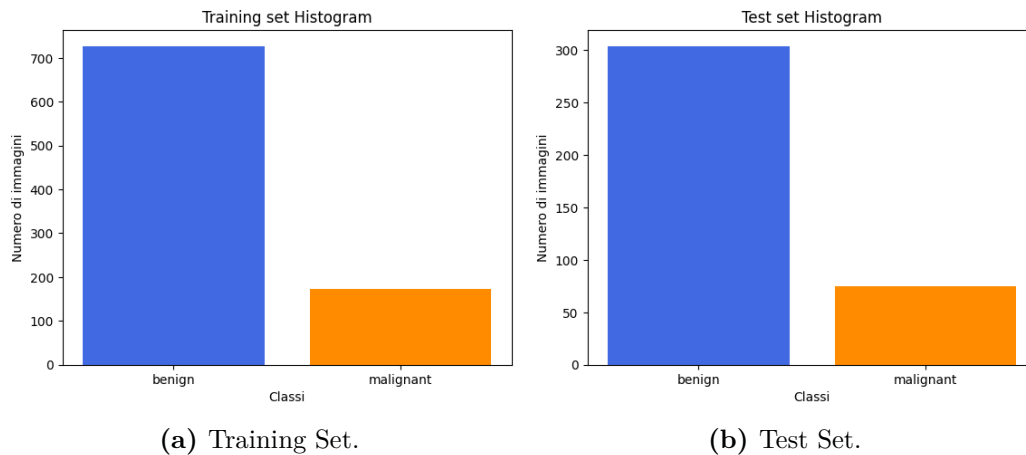 Training set Histogram
Numero di immagini
700
600
500
400
300
200
100
0
benign malignant
Classi
(a) Training Set.
Test set Histogram
Numero di immagini
300
250
200
150
100
50
0
benign malignant
Classi
(b) Test Set.